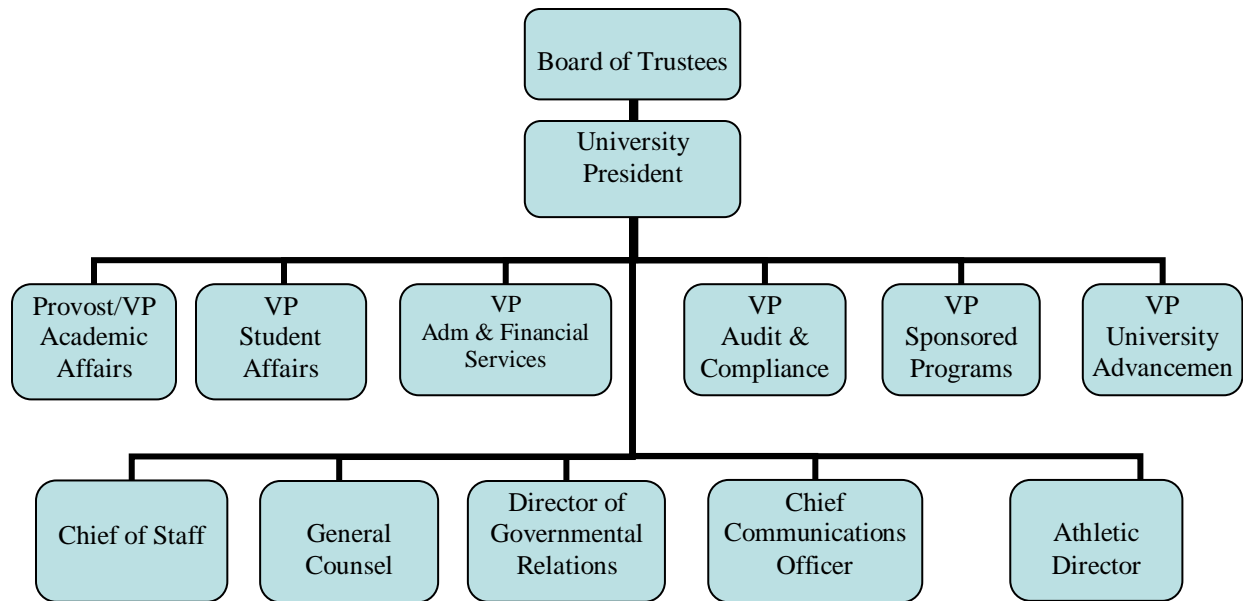 Board of Trustees
University
President
Provost/VP
Academic
Affairs
VP
Student
Affairs
VP
Adm & Financial
Services
VP
Audit &
Compliance
VP
Sponsored
Programs
VP
University
Advancemen
Chief of Staff
General
Counsel
Director of
Governmental
Relations
Chief
Communications
Officer
Athletic
Director